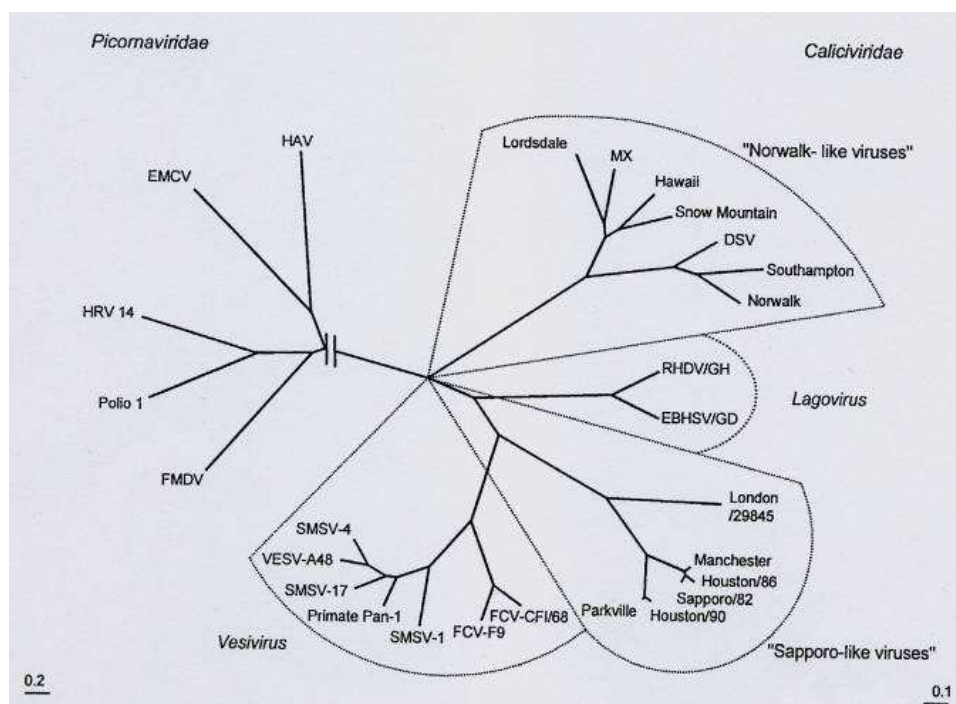 Picornaviridae
Caliciviridae
HAV
EMCV
HRV 14
Polio 1
FMDV
Lordsdale
MX
"Norwalk- like viruses"
Hawaii
Snow Mountain
DSV
Southampton
Norwalk
RHDV/GH
EBHSV/GD
Lagovirus
London
/29845
Manchester
Houston/86
Sapporo/82
Houston/90
Parkville
"Sapporo-like viruses"
SMSV-4
VESV-A48
SMSV-17
Primate Pan-1
SMSV-1
FCV-F9
FCV-CFI/68
Vesivirus
0.2
0.1